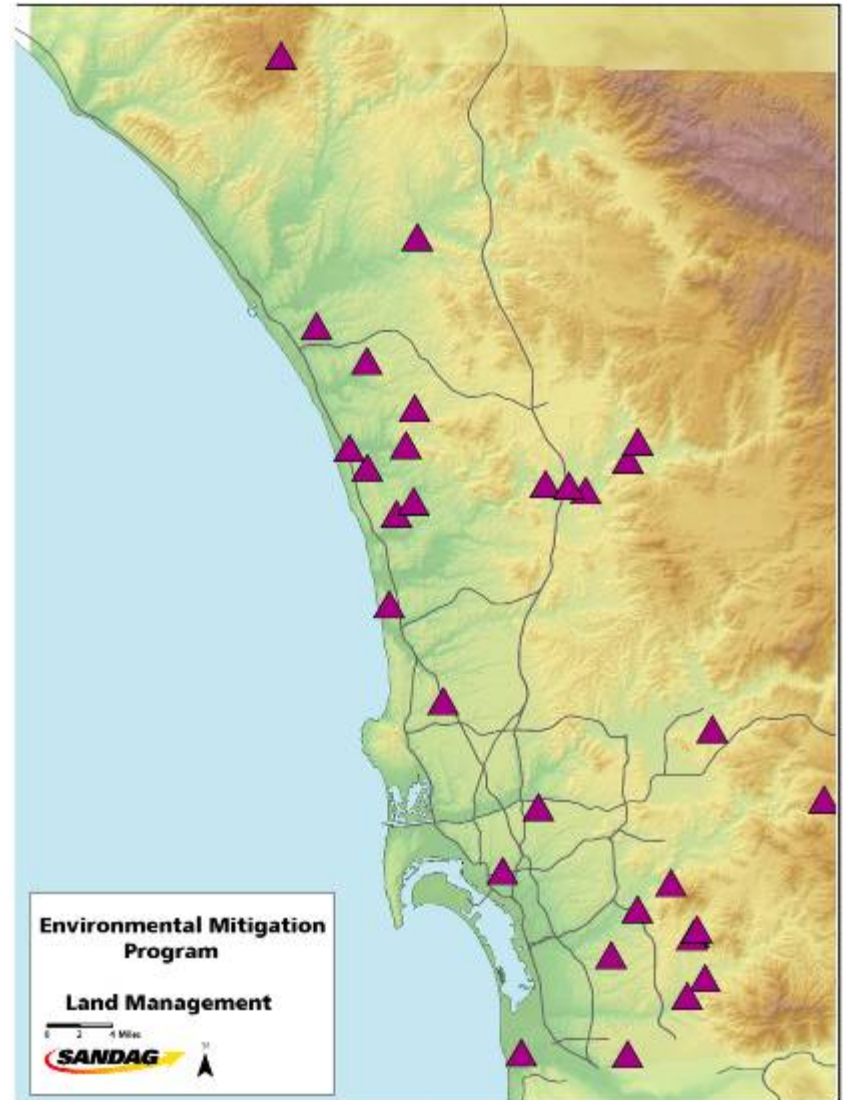 Environmental Mitigation
Program
Land Management
0 2 4 Miles
SANDAG